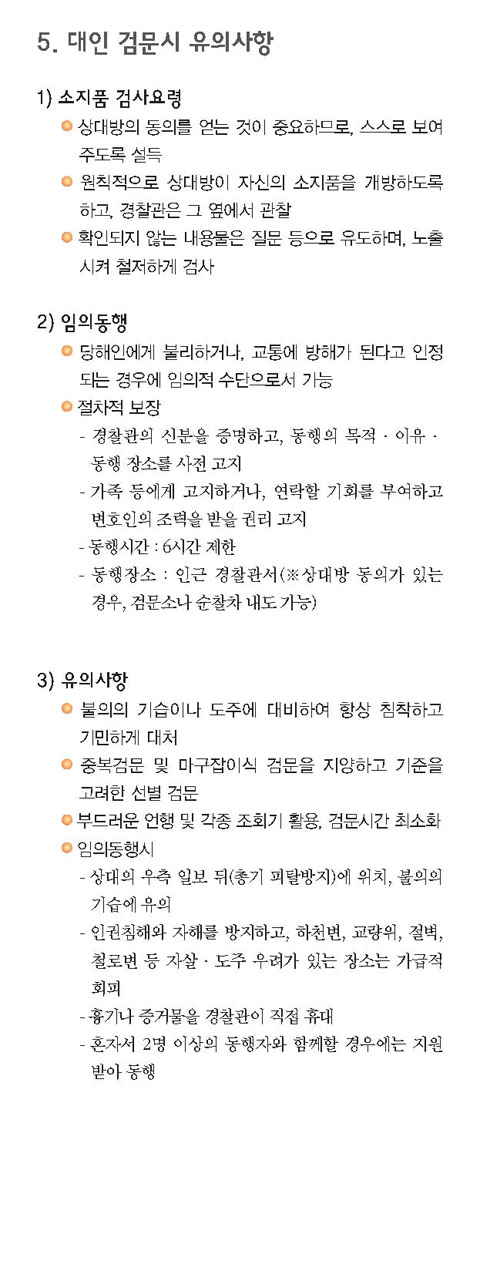 5. 대인 검문시 유의사항
1) 소지품 검사요령
상대방의 동의를 얻는 것이 중요하므로, 스스로 보여
주도록 설득
원칙적으로 상대방이 자신의 소지품을 개방하도록
하고, 경찰관은 그 옆에서 관찰
확인되지 않는 내용물은 질문 등으로 유도하며, 노출
시켜 철저하게 검사
2) 임의동행
당해인에게 불리하거나, 교통에 방해가 된다고 인정
되는 경우에 임의적 수단으로서 가능
절차적 보장
- 경찰관의 신분을 증명하고, 동행의 목적 · 이유 ·
동행 장소를 사전 고지
- 가족 등에게 고지하거나, 연락할 기회를 부여하고
변호인의 조력을 받을 권리 고지
- 동행시간 : 6시간 제한
- 동행장소 : 인근 경찰관서(※상대방 동의가 있는
경우, 검문소나 순찰차 내도 가능)
3) 유의사항
불의의 기습이나 도주에 대비하여 항상 침착하고
기민하게 대처
중복검문 및 마구잡이식 검문을 지양하고 기준을
고려한 선별 검문
부드러운 언행 및 각종 조회기 활용, 검문시간 최소화
임의동행시
- 상대의 우측 일보 뒤(총기 피탈방지)에 위치, 불의의
기습에 유의
- 인권침해와 자해를 방지하고, 하천변, 교량위, 절벽,
철로변 등 자살 · 도주 우려가 있는 장소는 가급적
회피
- 흉기나 증거물을 경찰관이 직접 휴대
- 혼자서 2명 이상의 동행자와 함께할 경우에는 지원
받아 동행